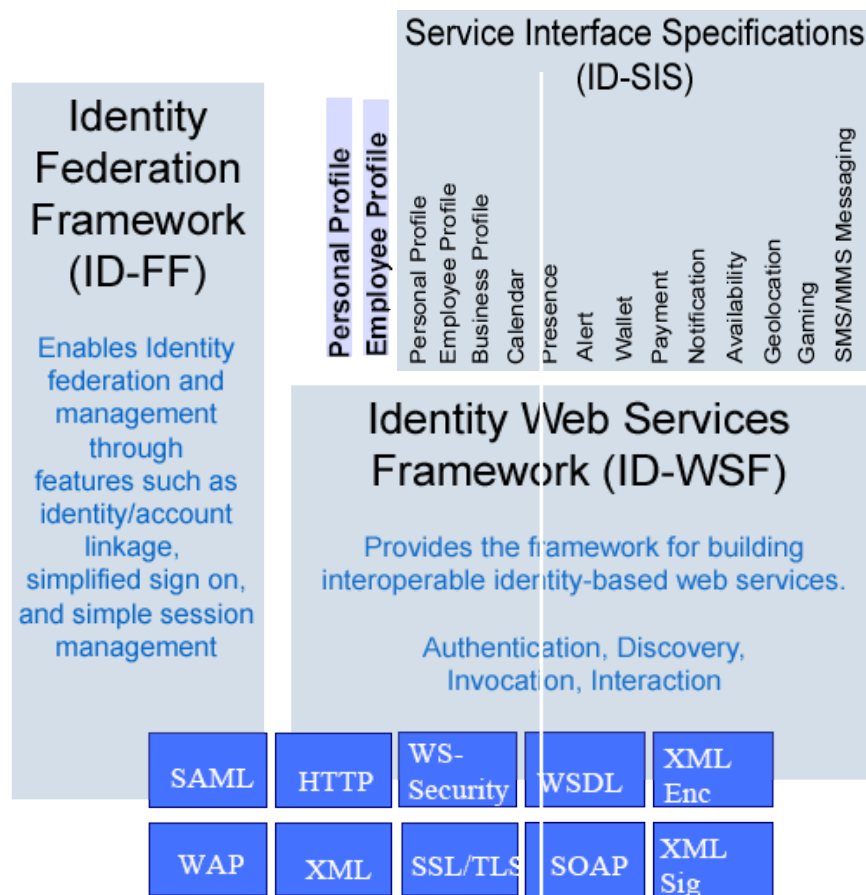 Service Interface Specifications
(ID-SIS)
Identity
Federation
Framework
(ID-FF)
Enables Identity
federation and
management
through
features such as
identity/account
linkage,
simplified sign on,
and simple session
management
Personal Profile
Employee Profile
Personal Profile
Employee Profile
Business Profile
Calendar
Presence
Alert
Wallet
Payment
Notification
Availability
Geolocation
Gaming
SMS/MMS Messaging
Identity Web Services
Framework (ID-WSF)
Provides the framework for building
interoperable identity-based web services.
Authentication, Discovery,
Invocation, Interaction
SAML
HTTP
WS-
Security
WSDL
XML
Enc
WAP
XML
SSL/TLS
SOAP
XML
Sig